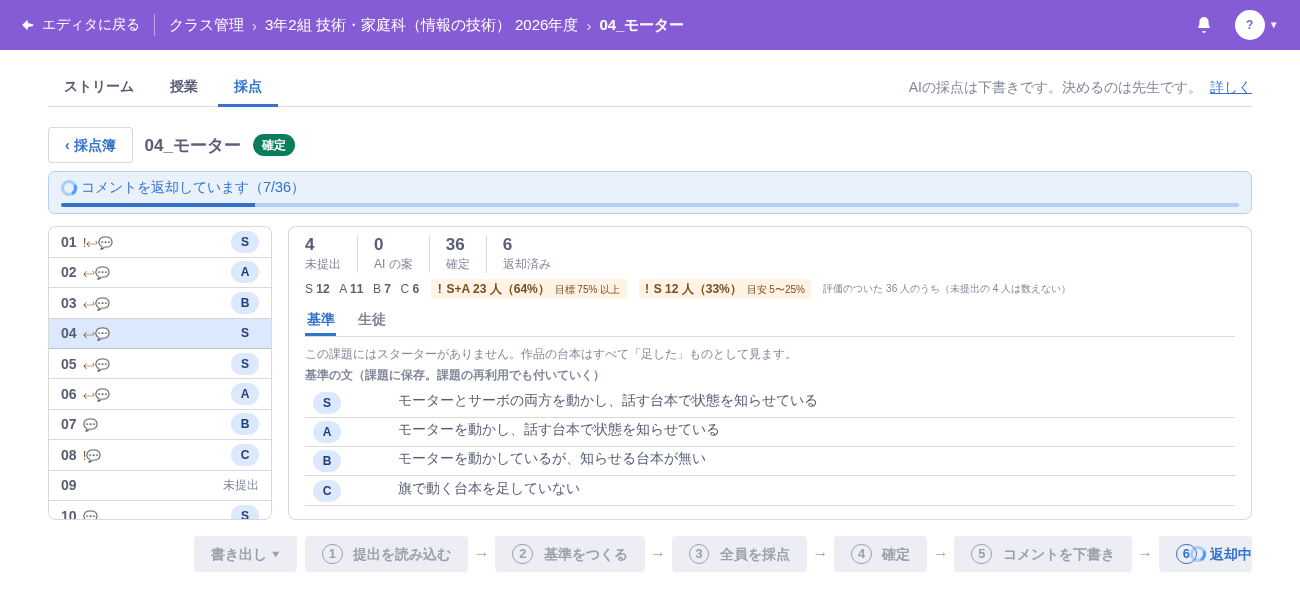 エディタに戻る
クラス管理 › 3年2組 技術・家庭科（情報の技術） 2026年度 › 04_モーター
?
ストリーム 授業 採点
AIの採点は下書きです。決めるのは先生です。 詳しく
‹ 採点簿
04_モーター
確定
コメントを返却しています（7/36）
01 ! S
02 A
03 B
04 S
05 S
06 A
07 B
08 ! C
09 未提出
10 S
4 0 36 6
未提出 AI の案 確定 返却済み
S 12 A 11 B 7 C 6 ! S+A 23 人（64%） 目標 75% 以上 ! S 12 人（33%） 目安 5〜25% 評価のついた 36 人のうち（未提出の 4 人は数えない）
基準 生徒
この課題にはスターターがありません。作品の台本はすべて「足した」ものとして見ます。
基準の文（課題に保存。課題の再利用でも付いていく）
S モーターとサーボの両方を動かし、話す台本で状態を知らせている
A モーターを動かし、話す台本で状態を知らせている
B モーターを動かしているが、知らせる台本が無い
C 旗で動く台本を足していない
書き出し ▾ 1 提出を読み込む → 2 基準をつくる → 3 全員を採点 → 4 確定 → 5 コメントを下書き → 6 返却中